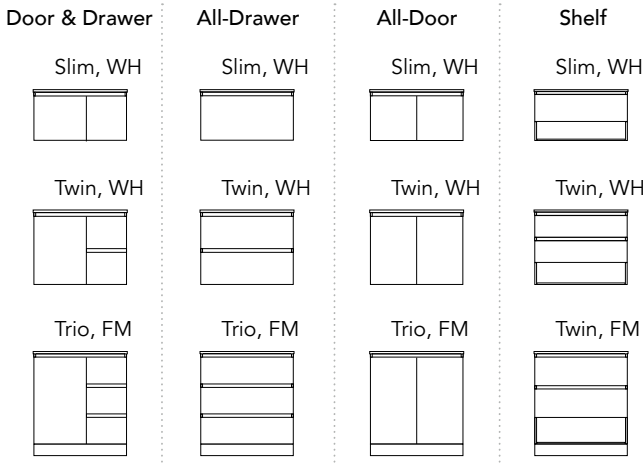 Door & Drawer
All-Drawer
All-Door
Shelf
Slim, WH
Slim, WH
Slim, WH
Slim, WH
Twin, WH
Twin, WH
Twin, WH
Twin, WH
Trio, FM
Trio, FM
Trio, FM
Twin, FM